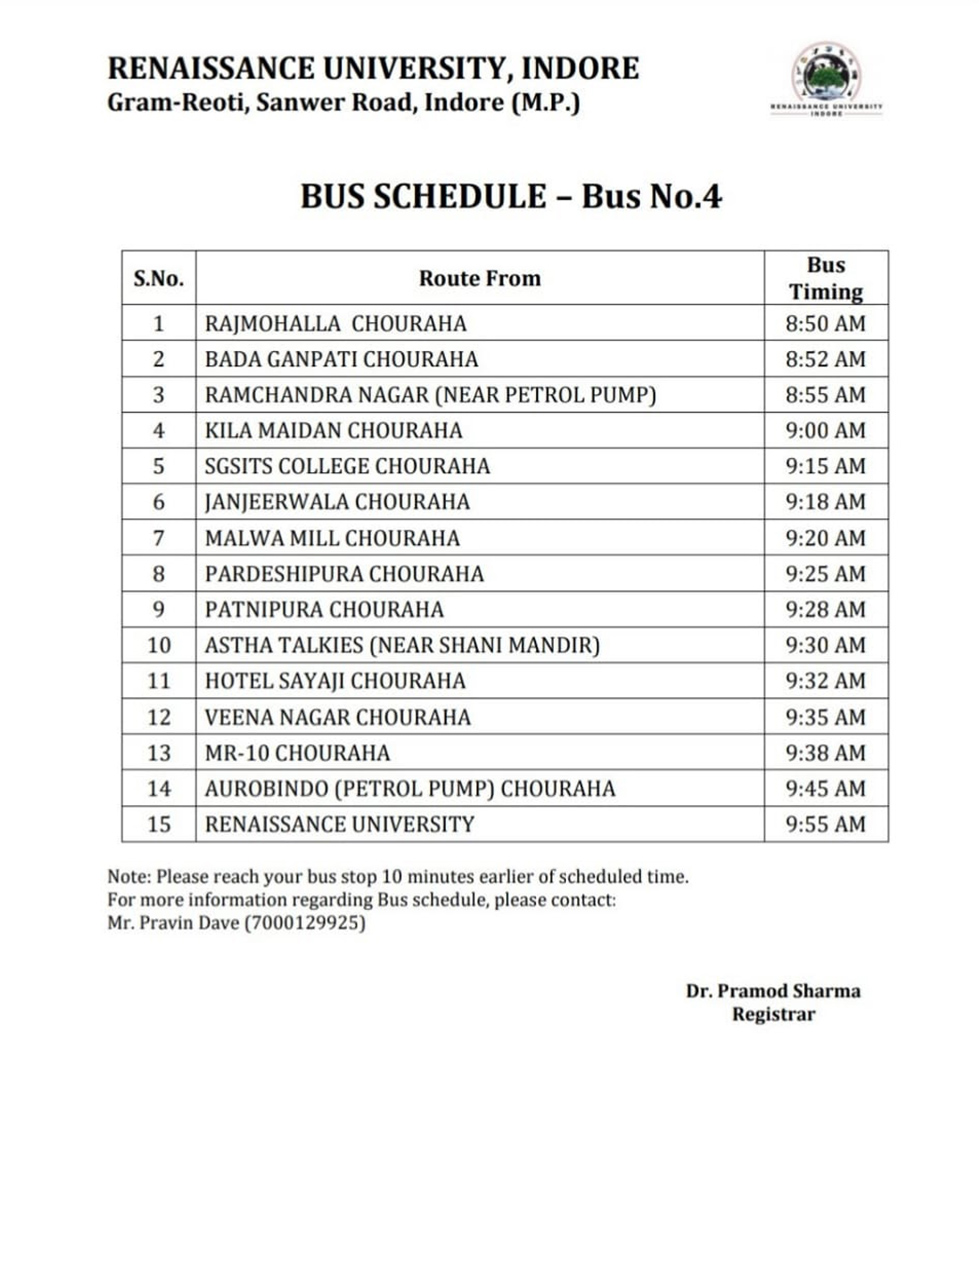 RENAISSANCE UNIVERSITY, INDORE
Gram-Reoti, Sanwer Road, Indore (M.P.)
RENAISSANCE UNIVERSITY
INDORE
BUS SCHEDULE – Bus No.4
S.No. Route From Bus Timing
1 RAJMOHALLA CHOURAHA 8:50 AM
2 BADA GANPATI CHOURAHA 8:52 AM
3 RAMCHANDRA NAGAR (NEAR PETROL PUMP) 8:55 AM
4 KILA MAIDAN CHOURAHA 9:00 AM
5 SGSITS COLLEGE CHOURAHA 9:15 AM
6 JANJEERWALA CHOURAHA 9:18 AM
7 MALWA MILL CHOURAHA 9:20 AM
8 PARDESHIPURA CHOURAHA 9:25 AM
9 PATNIPURA CHOURAHA 9:28 AM
10 ASTHA TALKIES (NEAR SHANI MANDIR) 9:30 AM
11 HOTEL SAYAJI CHOURAHA 9:32 AM
12 VEENA NAGAR CHOURAHA 9:35 AM
13 MR-10 CHOURAHA 9:38 AM
14 AUROBINDO (PETROL PUMP) CHOURAHA 9:45 AM
15 RENAISSANCE UNIVERSITY 9:55 AM
Note: Please reach your bus stop 10 minutes earlier of scheduled time.
For more information regarding Bus schedule, please contact:
Mr. Pravin Dave (7000129925)
Dr. Pramod Sharma
Registrar